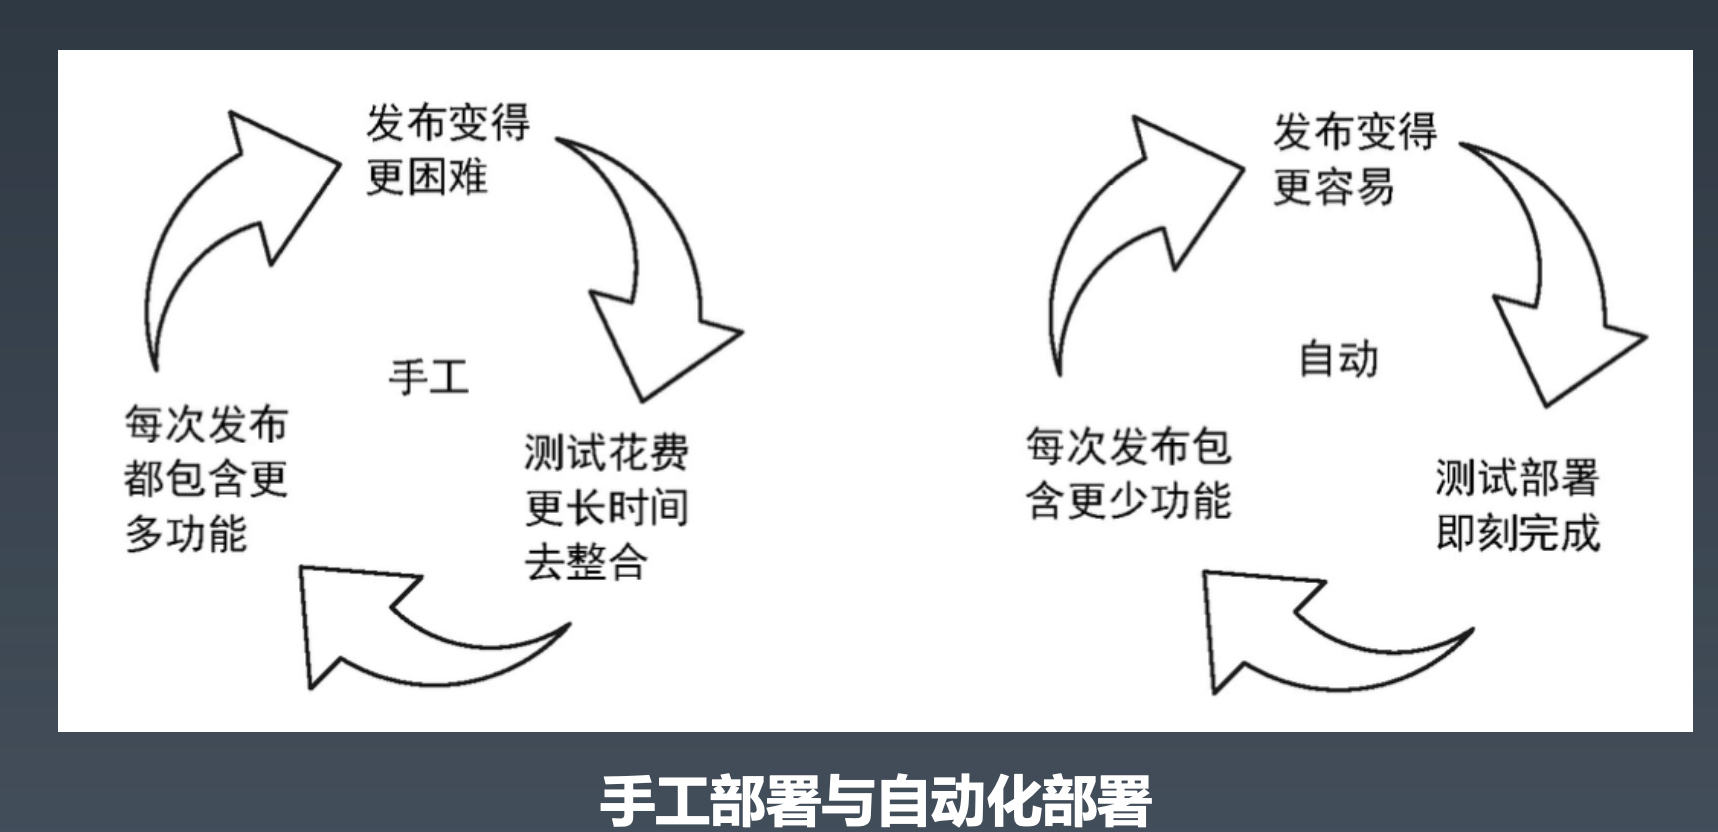 发布变得
更困难
手工
每次发布
都包含更
多功能
测试花费
更长时间
去整合
发布变得
更容易
自动
每次发布包
含更少功能
测试部署
即刻完成
手工部署与自动化部署